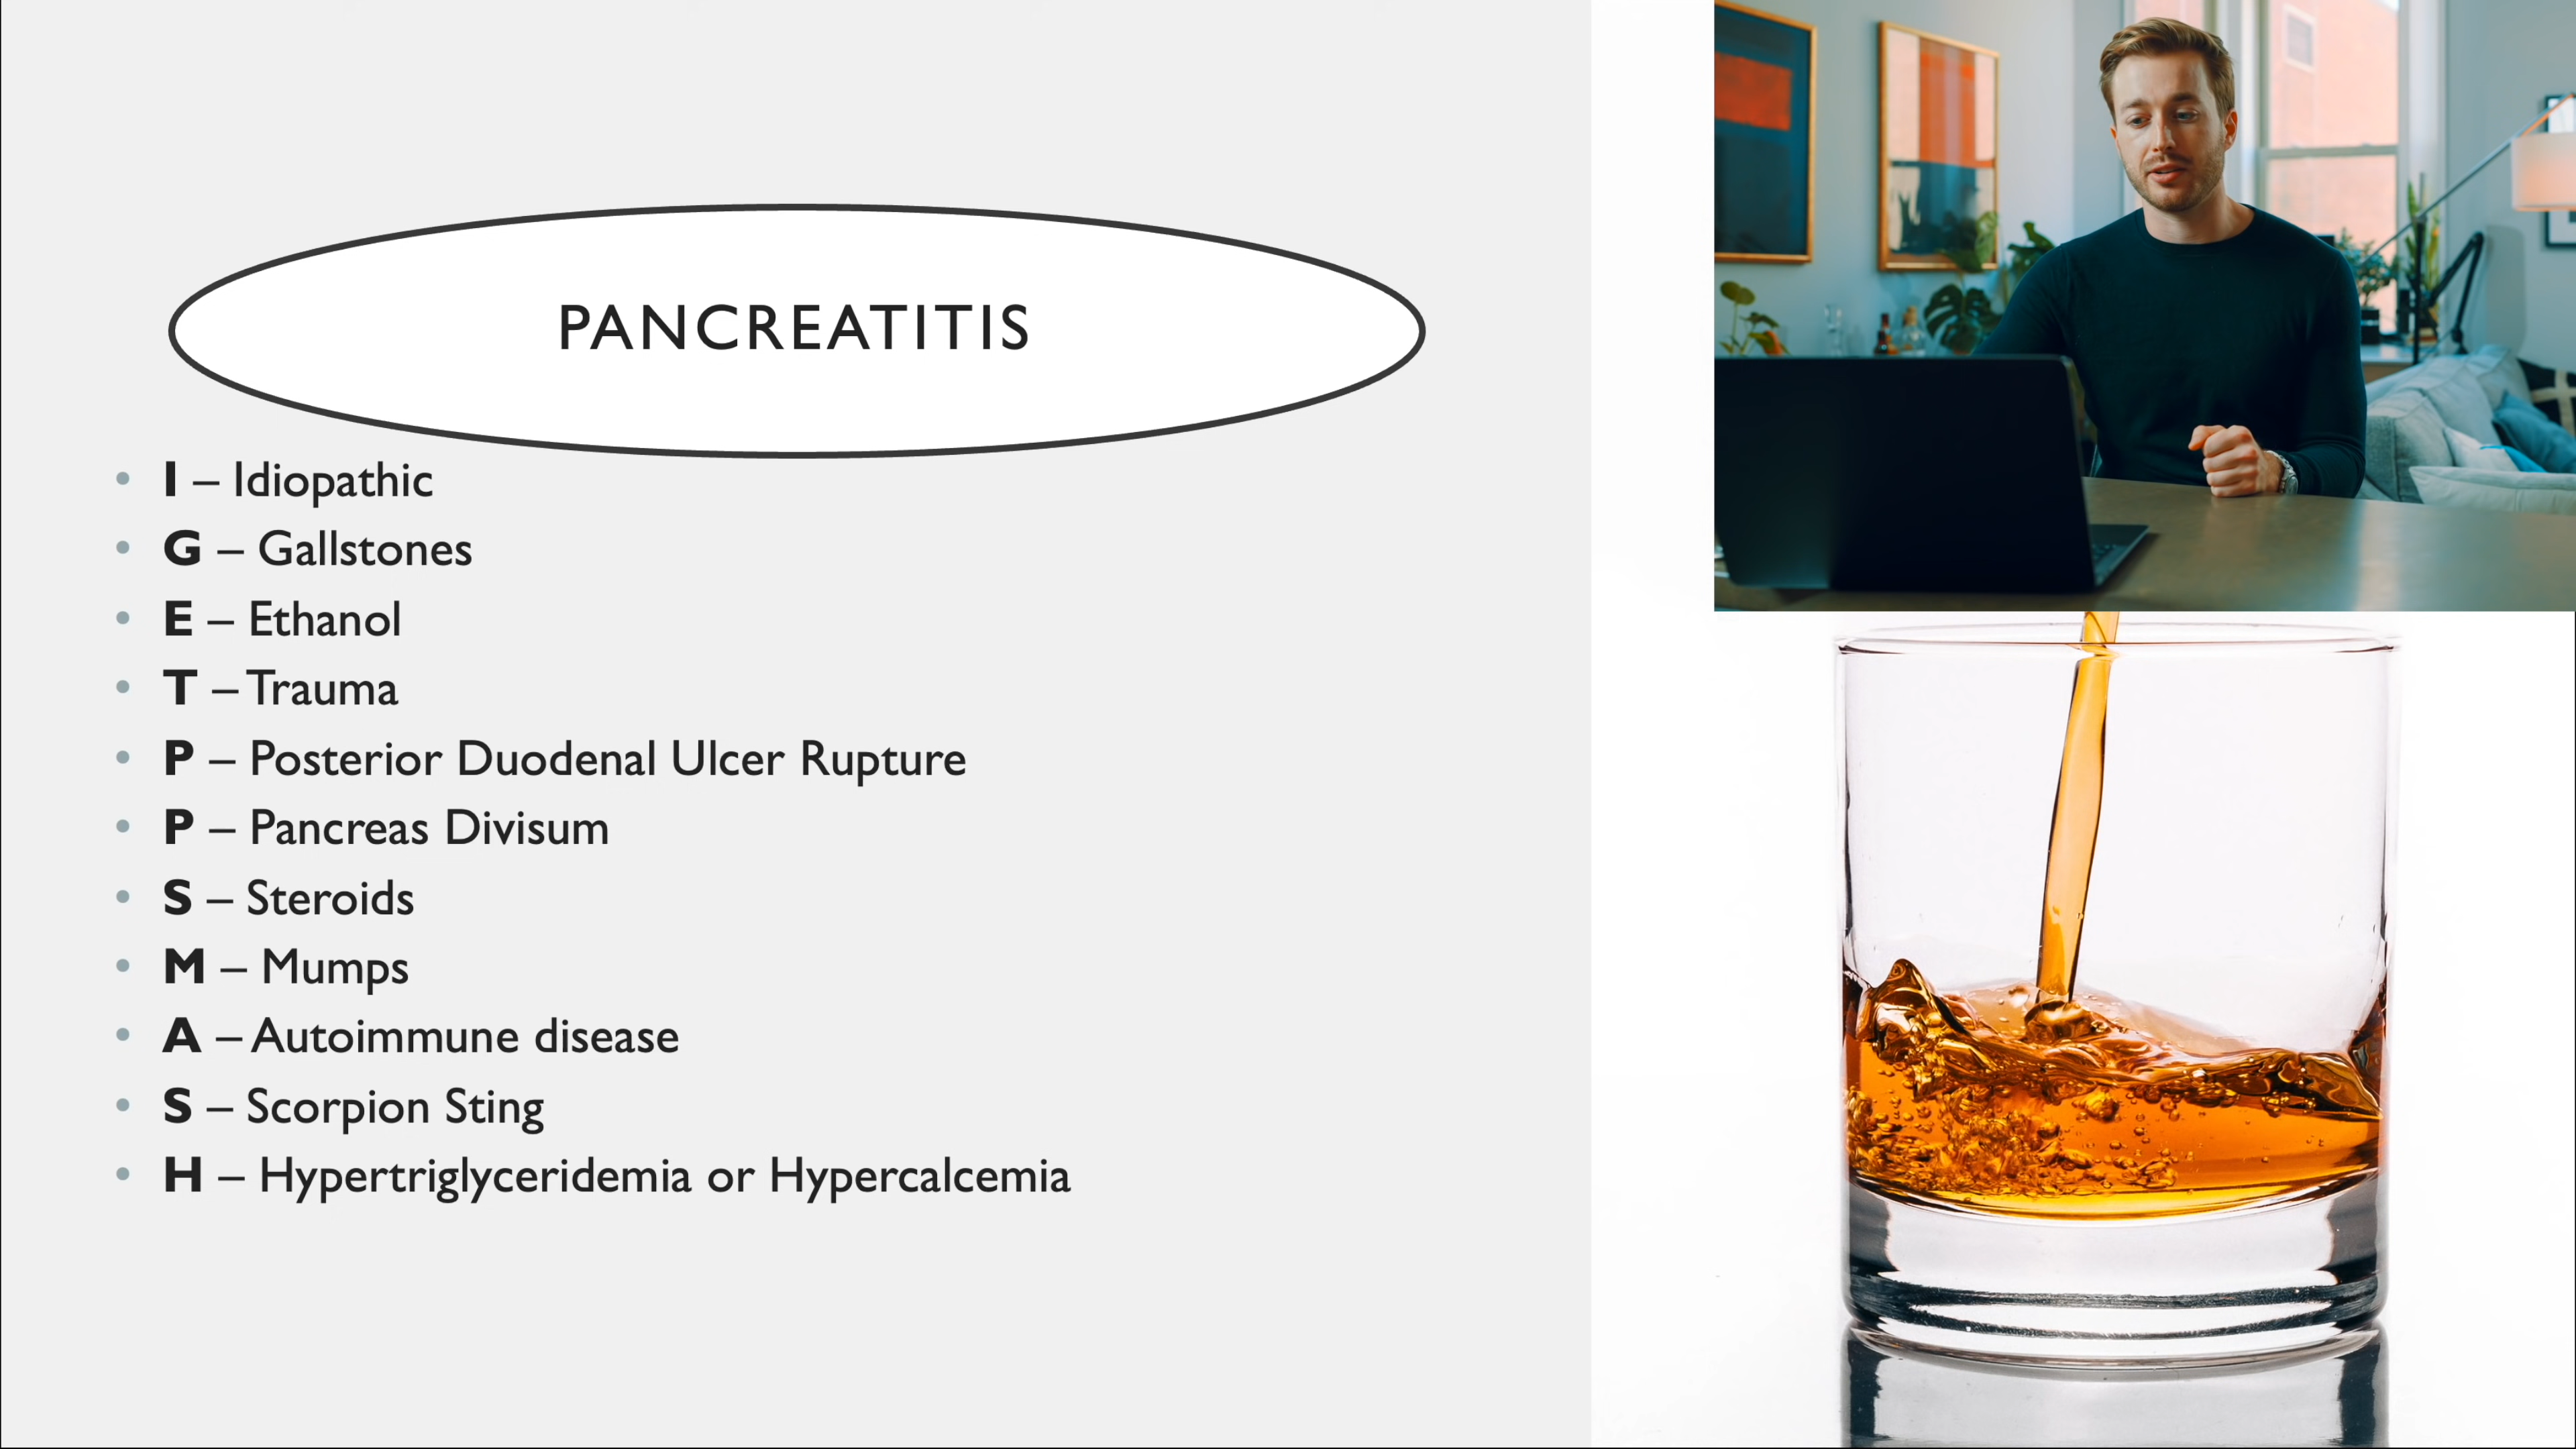 PANCREATITIS
• I – Idiopathic
• G – Gallstones
• E – Ethanol
• T – Trauma
• P – Posterior Duodenal Ulcer Rupture
• P – Pancreas Divisum
• S – Steroids
• M – Mumps
• A – Autoimmune disease
• S – Scorpion Sting
• H – Hypertriglyceridemia or Hypercalcemia